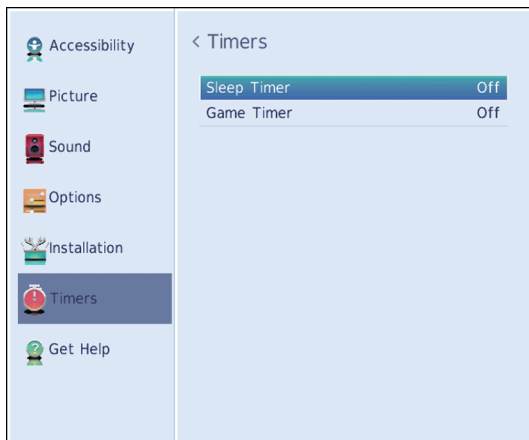 Accessibility
Picture
Sound
Options
Installation
Timers
Get Help
< Timers
Sleep Timer Off
Game Timer Off